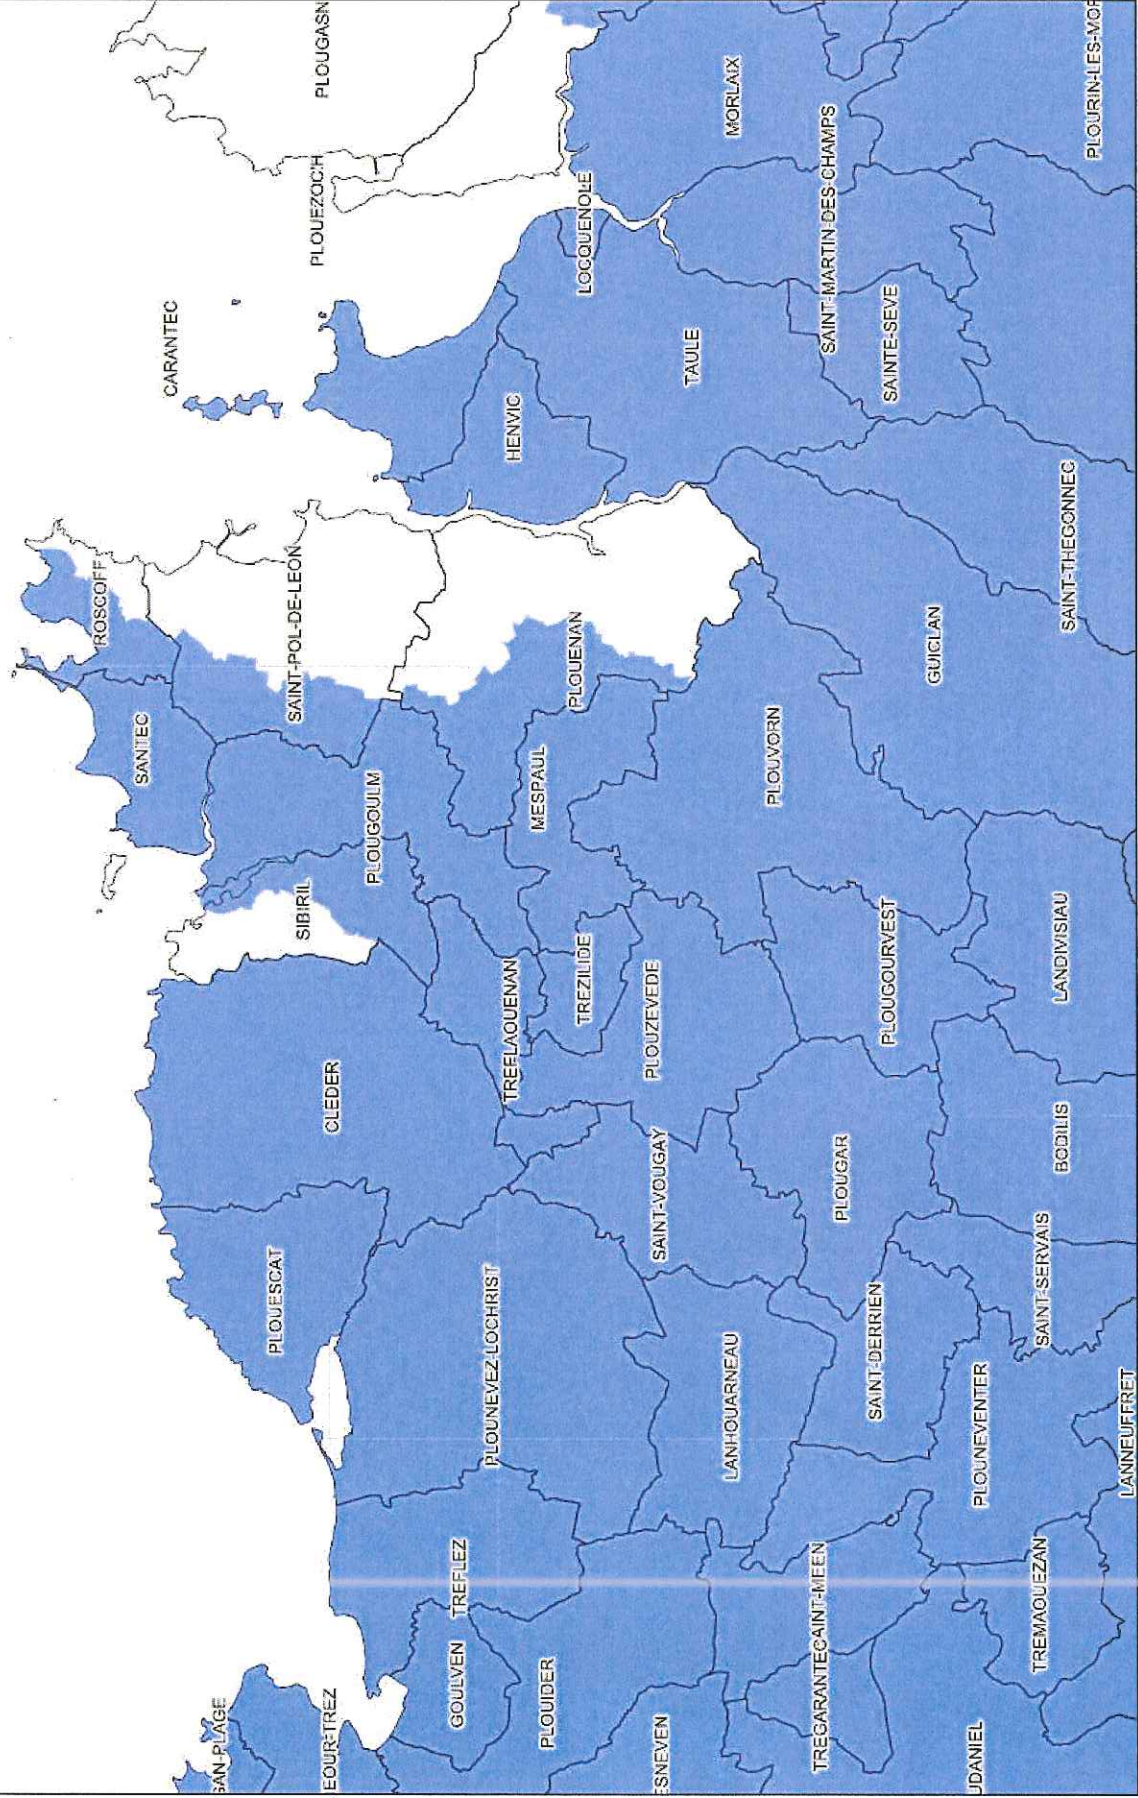 CARANTEC
PLOUGASN
PLOUEZOCH
ROSCOFF
SANTEC
SAINT-POL-DE-LEON
SIBIRIL
PLOUGOULM
CLEDER
PLOUESCAT
HENVIC
LOCQUENOLE
MORLAIX
TAULE
SAINT-MARTIN-DES-CHAMPS
SAINTE-SEVE
PLOURIN-LES-MOR
PLOUENAN
MESPAUL
TREFLAOUENAN
TREZILIDE
PLOUZEVEDE
PLOUVORN
GUICLAN
SAINT-THEGONNEC
PLOUNEVEZ-LOCHRIST
SAINT-VOUGAY
PLOUGOURVEST
LANDIVISIAU
PLOUGAR
BODILIS
LANHOUARNEAU
SAINT-DERRIEN
SAINT-SERVAIS
PLOUNEVENTER
LANNEUFFRET
TREFLEZ
GOULVEN
PLOUIDER
SAN-PLAGE
EOUR-TREZ
ESNEVEN
TREGARANTECAINT-MEEN
TREMAOUEZAN
UDANIEL